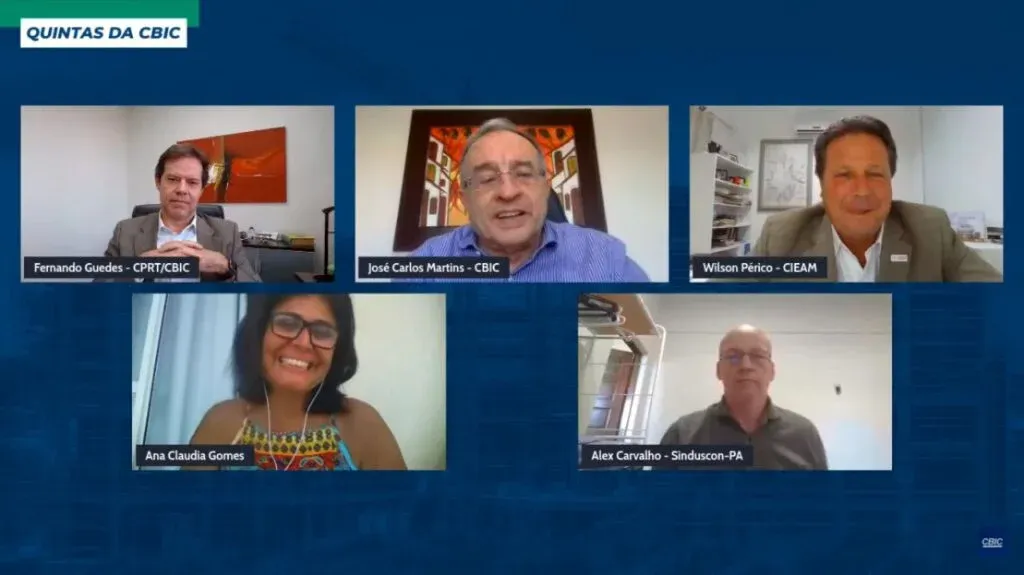 QUINTAS DA CBIC
Fernando Guedes - CPRT/CBIC
José Carlos Martins - CBIC
Wilson Périco - CIEAM
Ana Claudia Gomes
Alex Carvalho - Sinduscon-PA
CBIC